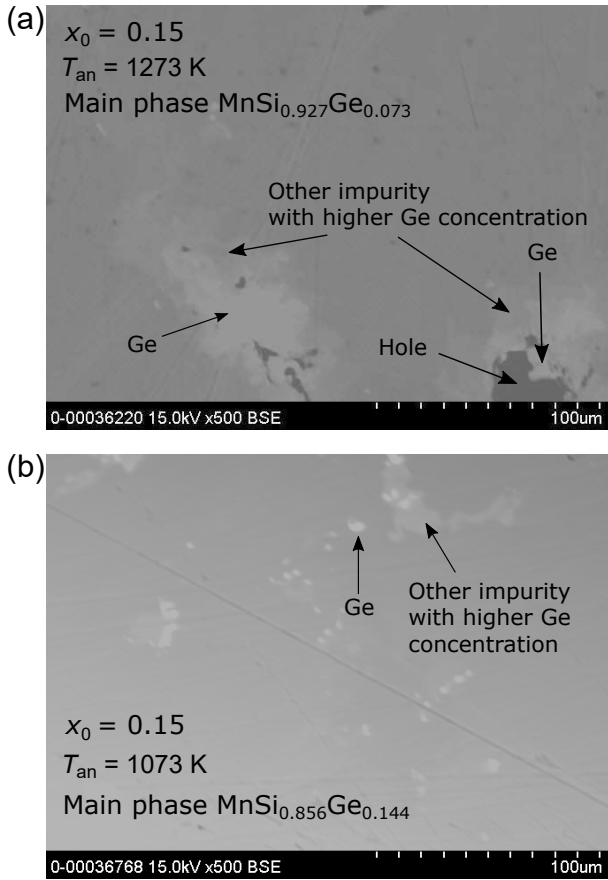 (a)
x₀ = 0.15
Tan = 1273 K
Main phase MnSi₀.₉₂₇Ge₀.₀₇₃
Other impurity
with higher Ge concentration
Ge
Ge
Hole
0-00036220 15.0kV x500 BSE 100um
(b)
Ge
Other impurity
with higher Ge
concentration
x₀ = 0.15
Tan = 1073 K
Main phase MnSi₀.₈₅₆Ge₀.₁₄₄
0-00036768 15.0kV x500 BSE 100um